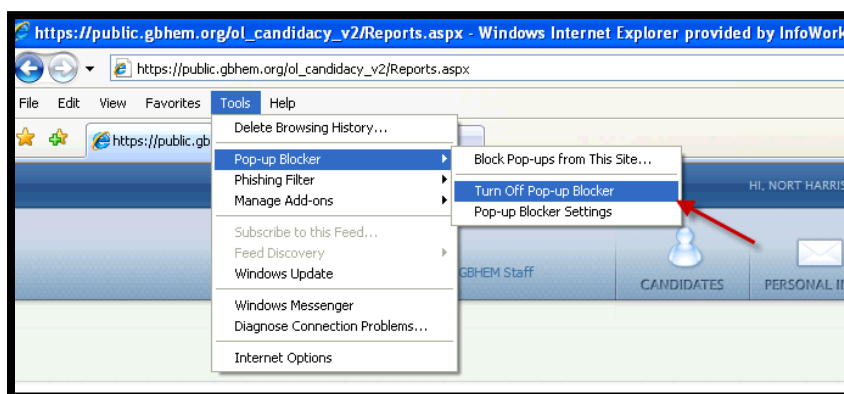 https://public.gbhem.org/ol_candidacy_v2/Reports.aspx - Windows Internet Explorer provided by InfoWork
https://public.gbhem.org/ol_candidacy_v2/Reports.aspx
File Edit View Favorites Tools Help
https://public.gb
Delete Browsing History...
Pop-up Blocker
Phishing Filter
Manage Add-ons
Subscribe to this Feed...
Feed Discovery
Windows Update
Windows Messenger
Diagnose Connection Problems...
Internet Options
Block Pop-ups from This Site...
Turn Off Pop-up Blocker
Pop-up Blocker Settings
HI, NORT HARRIS
GBHEM Staff
CANDIDATES
PERSONAL